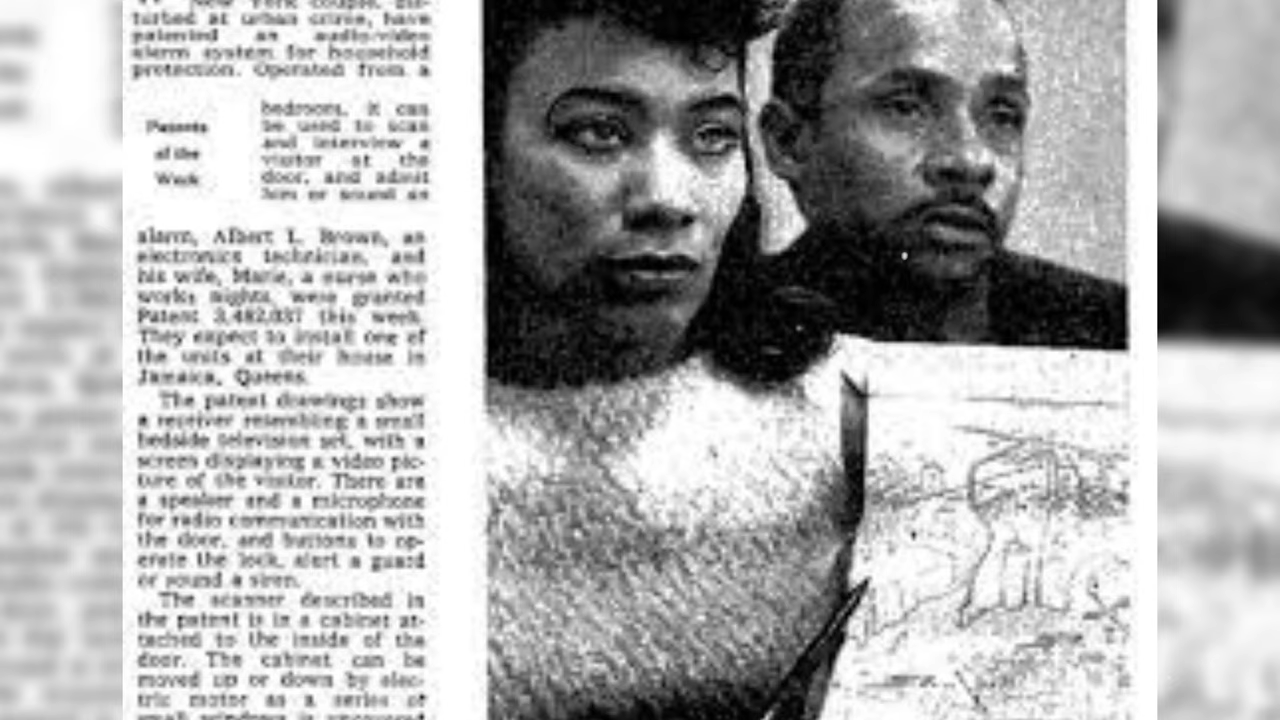 New York couple, dis-
turbed at urban crime, have
patented an audio-video
alarm system for household
protection. Operated from a
Patents
of the
Week
bedroom, it can
be used to scan
and interview a
visitor at the
door, and admit
him or sound an
alarm, Albert L. Brown, an
electronics technician, and
his wife, Marie, a nurse who
works nights, were granted
Patent 3,482,037 this week.
They expect to install one of
the units at their house in
Jamaica, Queens.
The patent drawings show
a receiver resembling a small
bedside television set, with a
screen displaying a video pic-
ture of the visitor. There are
a speaker and a microphone
for radio communication with
the door, and buttons to op-
erate the lock, alert a guard
or sound a siren.
The scanner described in
the patent is in a cabinet at-
tached to the inside of the
door. The cabinet can be
moved up or down by elec-
tric motor as a series of
small windows is uncovered